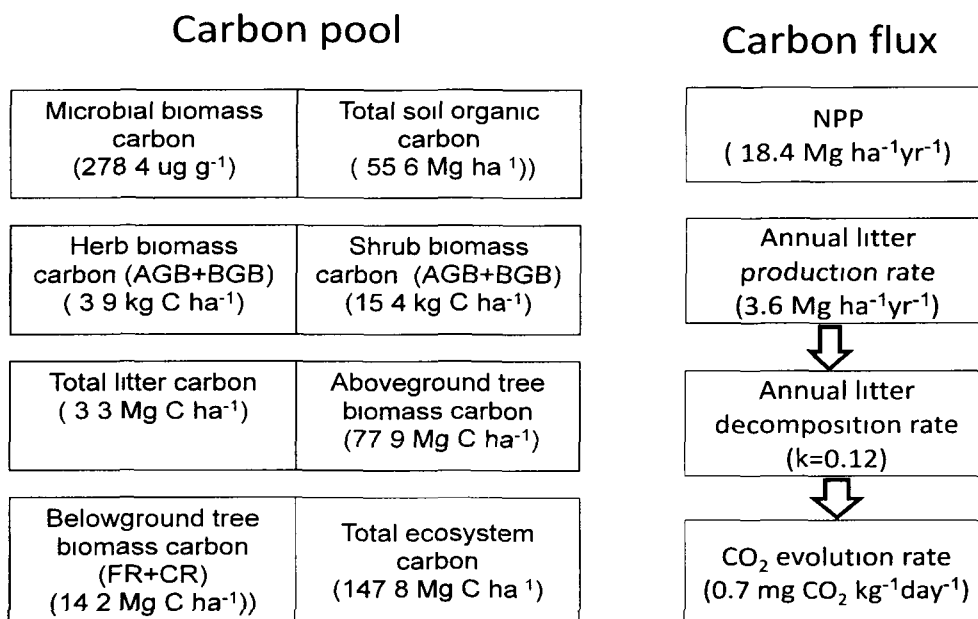 Carbon pool
Carbon flux
Microbial biomass
carbon
(278 4 ug g⁻¹)
Total soil organic
carbon
( 55 6 Mg ha ¹))
Herb biomass
carbon (AGB+BGB)
( 3 9 kg C ha⁻¹)
Shrub biomass
carbon (AGB+BGB)
(15 4 kg C ha⁻¹)
Total litter carbon
( 3 3 Mg C ha⁻¹)
Aboveground tree
biomass carbon
(77 9 Mg C ha⁻¹)
Belowground tree
biomass carbon
(FR+CR)
(14 2 Mg C ha⁻¹))
Total ecosystem
carbon
(147 8 Mg C ha ¹)
NPP
( 18.4 Mg ha⁻¹yr⁻¹)
Annual litter
production rate
(3.6 Mg ha⁻¹yr⁻¹)
Annual litter
decomposition rate
(k=0.12)
CO₂ evolution rate
(0.7 mg CO₂ kg⁻¹day⁻¹)